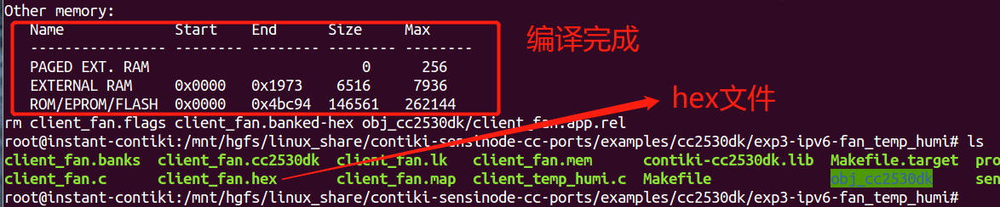 Other memory:
Name Start End Size Max
---------------- -------- -------- -------- --------
PAGED EXT. RAM 0 256
EXTERNAL RAM 0x0000 0x1973 6516 7936
ROM/EPROM/FLASH 0x0000 0x4bc94 146561 262144
编译完成
hex文件
rm client_fan.flags client_fan.banked-hex obj_cc2530dk/client_fan.app.rel
root@instant-contiki:/mnt/hgfs/linux_share/contiki-sensinode-cc-ports/examples/cc2530dk/exp3-ipv6-fan_temp_humi# ls
client_fan.banks client_fan.cc2530dk client_fan.lk client_fan.mem contiki-cc2530dk.lib Makefile.target pro
client_fan.c client_fan.hex client_fan.map client_temp_humi.c Makefile obj_cc2530dk sen
root@instant-contiki:/mnt/hgfs/linux_share/contiki-sensinode-cc-ports/examples/cc2530dk/exp3-ipv6-fan_temp_humi#